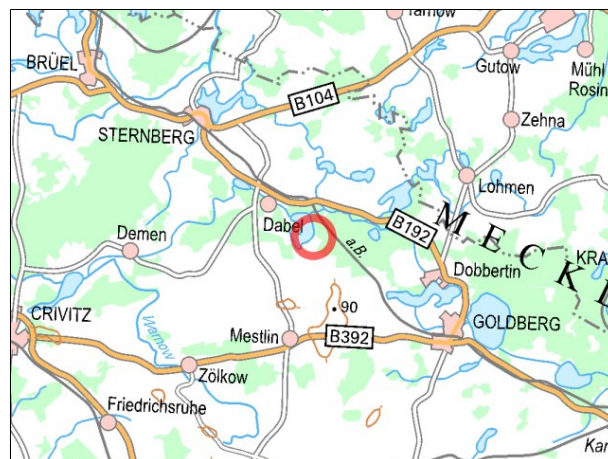 Tarnow
BRÜEL
Gutow
Mühl
Rosin
B104
STERNBERG
Zehna
Lohmen
Dabel
B192
MECKL
Demen
a.B.
KRA
Dobbertin
CRIVITZ
Warnow
90
GOLDBERG
Mestlin
B392
Zölkow
Friedrichsruhe
Kar